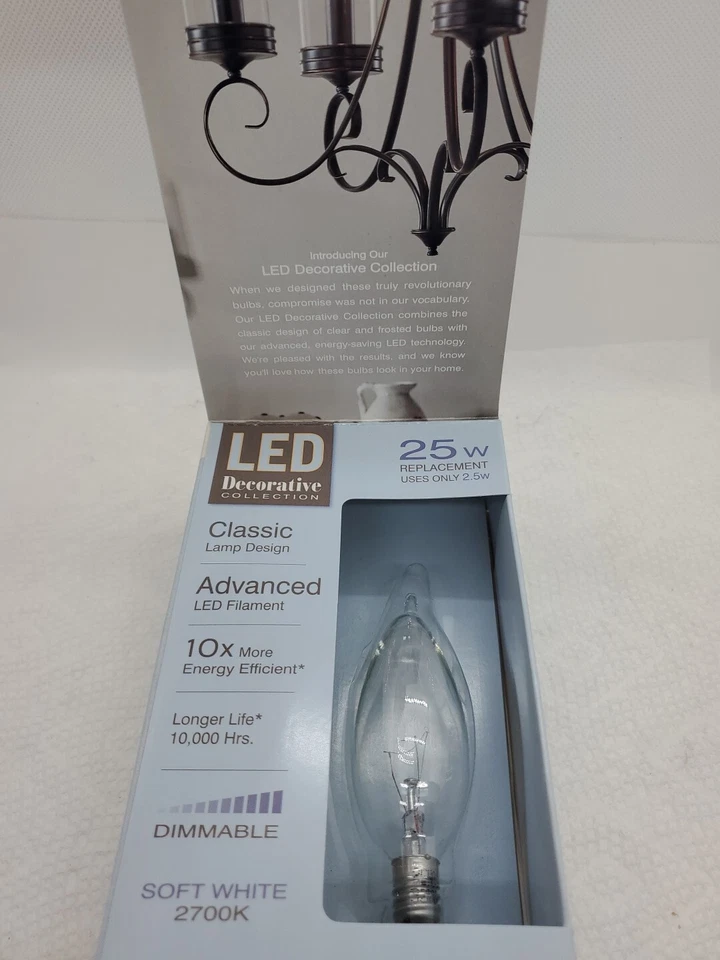 Introducing Our
LED Decorative Collection
When we designed these truly revolutionary
bulbs, compromise was not in our vocabulary.
Our LED Decorative Collection combines the
classic design of clear and frosted bulbs with
our advanced, energy-saving LED technology.
We're pleased with the results, and we know
you'll love how these bulbs look in your home.
LED
Decorative
COLLECTION
25w
REPLACEMENT
USES ONLY 2.5w
Classic
Lamp Design
Advanced
LED Filament
10x More
Energy Efficient*
Longer Life*
10,000 Hrs.
DIMMABLE
SOFT WHITE
2700K